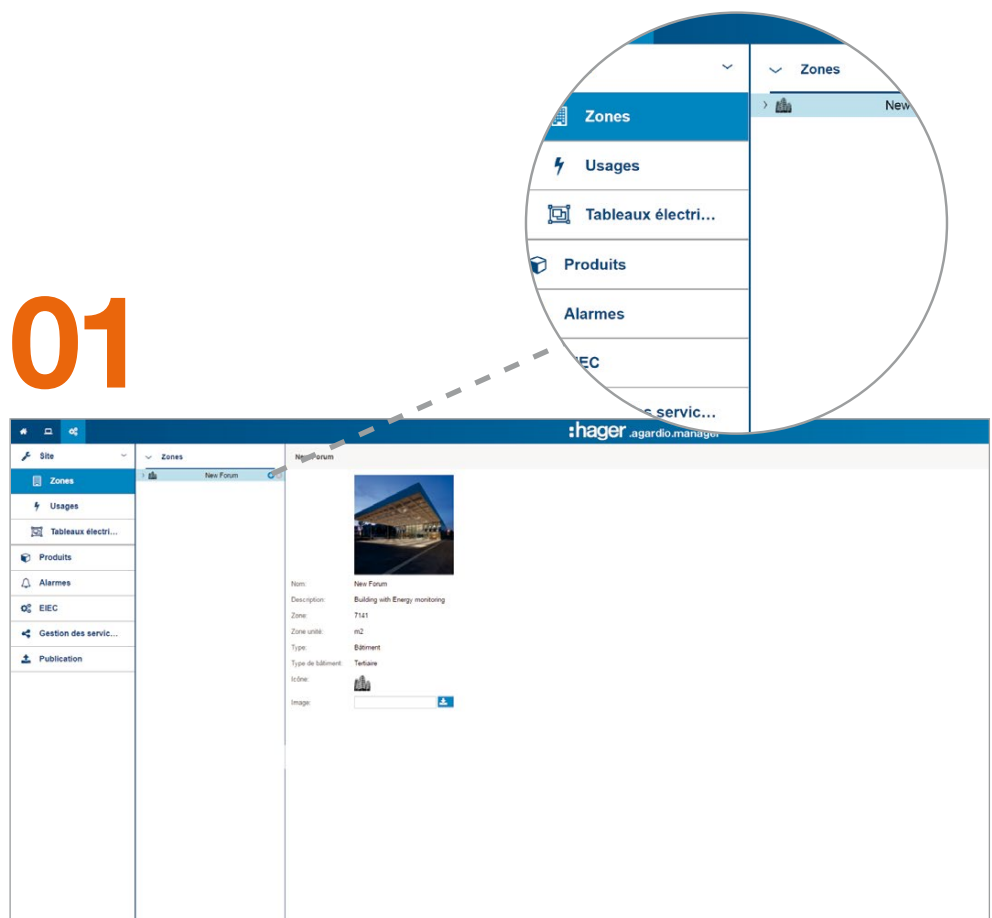 Zones
Zones
New
Usages
Tableaux électri...
Produits
Alarmes
EC
s servic...
01
:hager .agardio.manager
Site
Zones
New Forum
Zones
New Forum
Usages
Tableaux électri...
Produits
Alarmes
EIEC
Gestion des servic...
Publication
Nom: New Forum
Description: Building with Energy monitoring
Zone: 7141
Zone unité: m2
Type: Bâtiment
Type de bâtiment: Tertiaire
Icône:
Image: